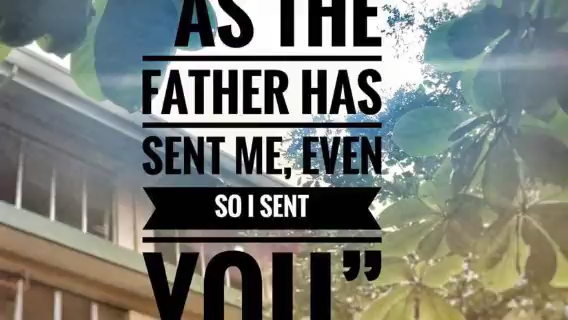 AS THE
FATHER HAS
SENT ME, EVEN
SO I SENT
YOU”